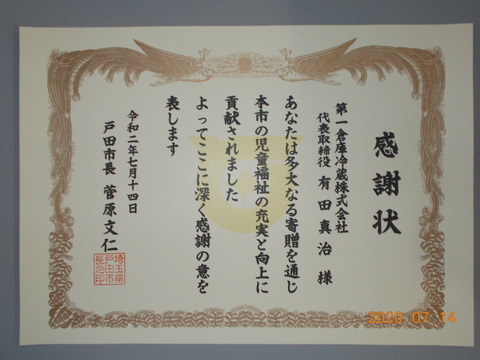 感謝状
第一倉庫冷蔵株式会社
代表取締役 有田真治 様
あなたは多大なる寄贈を通じ
本市の児童福祉の充実と向上に
貢献されました
よってここに深く感謝の意を
表します
令和二年七月十四日
戸田市長 菅原文仁
埼玉県
戸田市
長之印
2020 07 14